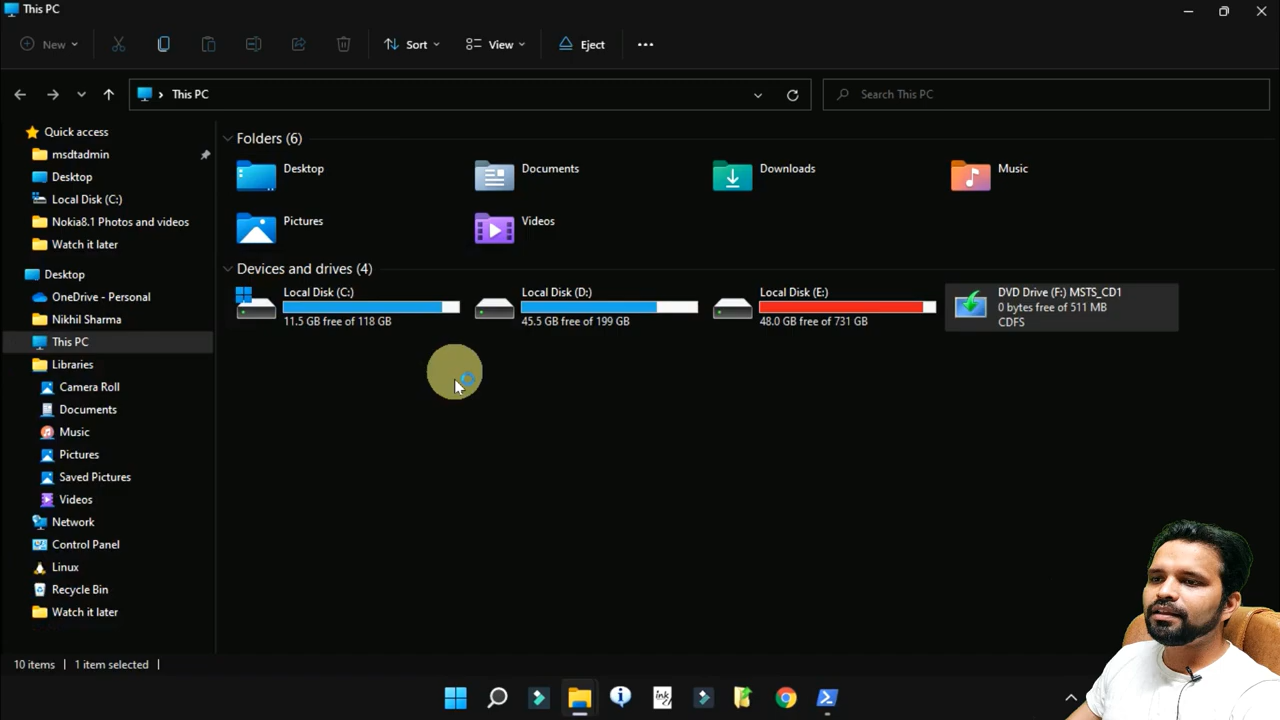 This PC
New
Sort
View
Eject
This PC
Search This PC
Quick access
msdtadmin
Desktop
Local Disk (C:)
Nokia8.1 Photos and videos
Watch it later
Desktop
OneDrive - Personal
Nikhil Sharma
This PC
Libraries
Camera Roll
Documents
Music
Pictures
Saved Pictures
Videos
Network
Control Panel
Linux
Recycle Bin
Watch it later
Folders (6)
Desktop
Documents
Downloads
Music
Pictures
Videos
Devices and drives (4)
Local Disk (C:)
11.5 GB free of 118 GB
Local Disk (D:)
45.5 GB free of 199 GB
Local Disk (E:)
48.0 GB free of 731 GB
DVD Drive (F:) MSTS_CD1
0 bytes free of 511 MB
CDFS
10 items
1 item selected
ink